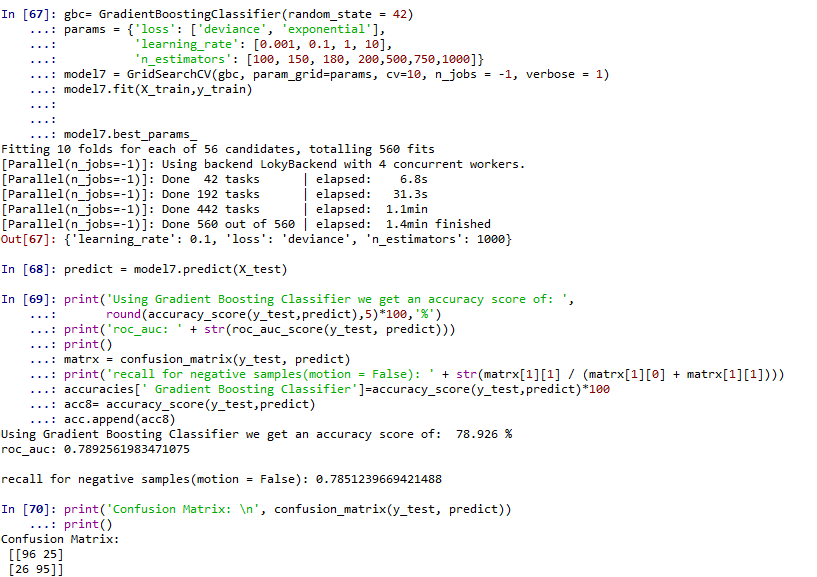 In [67]: gbc= GradientBoostingClassifier(random_state = 42)
    ...: params = {'loss': ['deviance', 'exponential'],
    ...:           'learning_rate': [0.001, 0.1, 1, 10],
    ...:           'n_estimators': [100, 150, 180, 200,500,750,1000]}
    ...: model7 = GridSearchCV(gbc, param_grid=params, cv=10, n_jobs = -1, verbose = 1)
    ...: model7.fit(X_train,y_train)
    ...:
    ...:
    ...: model7.best_params_
Fitting 10 folds for each of 56 candidates, totalling 560 fits
[Parallel(n_jobs=-1)]: Using backend LokyBackend with 4 concurrent workers.
[Parallel(n_jobs=-1)]: Done  42 tasks      | elapsed:    6.8s
[Parallel(n_jobs=-1)]: Done 192 tasks      | elapsed:   31.3s
[Parallel(n_jobs=-1)]: Done 442 tasks      | elapsed:  1.1min
[Parallel(n_jobs=-1)]: Done 560 out of 560 | elapsed:  1.4min finished
Out[67]: {'learning_rate': 0.1, 'loss': 'deviance', 'n_estimators': 1000}

In [68]: predict = model7.predict(X_test)

In [69]: print('Using Gradient Boosting Classifier we get an accuracy score of: ',
    ...:       round(accuracy_score(y_test,predict),5)*100,'%')
    ...: print('roc_auc: ' + str(roc_auc_score(y_test, predict)))
    ...: print()
    ...: matrx = confusion_matrix(y_test, predict)
    ...: print('recall for negative samples(motion = False): ' + str(matrx[1][1] / (matrx[1][0] + matrx[1][1])))
    ...: accuracies[' Gradient Boosting Classifier']=accuracy_score(y_test,predict)*100
    ...: acc8= accuracy_score(y_test,predict)
    ...: acc.append(acc8)
Using Gradient Boosting Classifier we get an accuracy score of:  78.926 %
roc_auc: 0.7892561983471075

recall for negative samples(motion = False): 0.7851239669421488

In [70]: print('Confusion Matrix: \n', confusion_matrix(y_test, predict))
    ...: print()
Confusion Matrix:
 [[96 25]
 [26 95]]